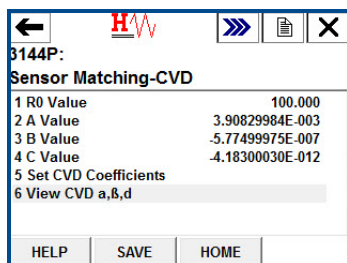 H
3144P:
Sensor Matching-CVD
1 R0 Value 100.000
2 A Value 3.90829984E-003
3 B Value -5.77499975E-007
4 C Value -4.18300030E-012
5 Set CVD Coefficients
6 View CVD a,ß,d
HELP SAVE HOME